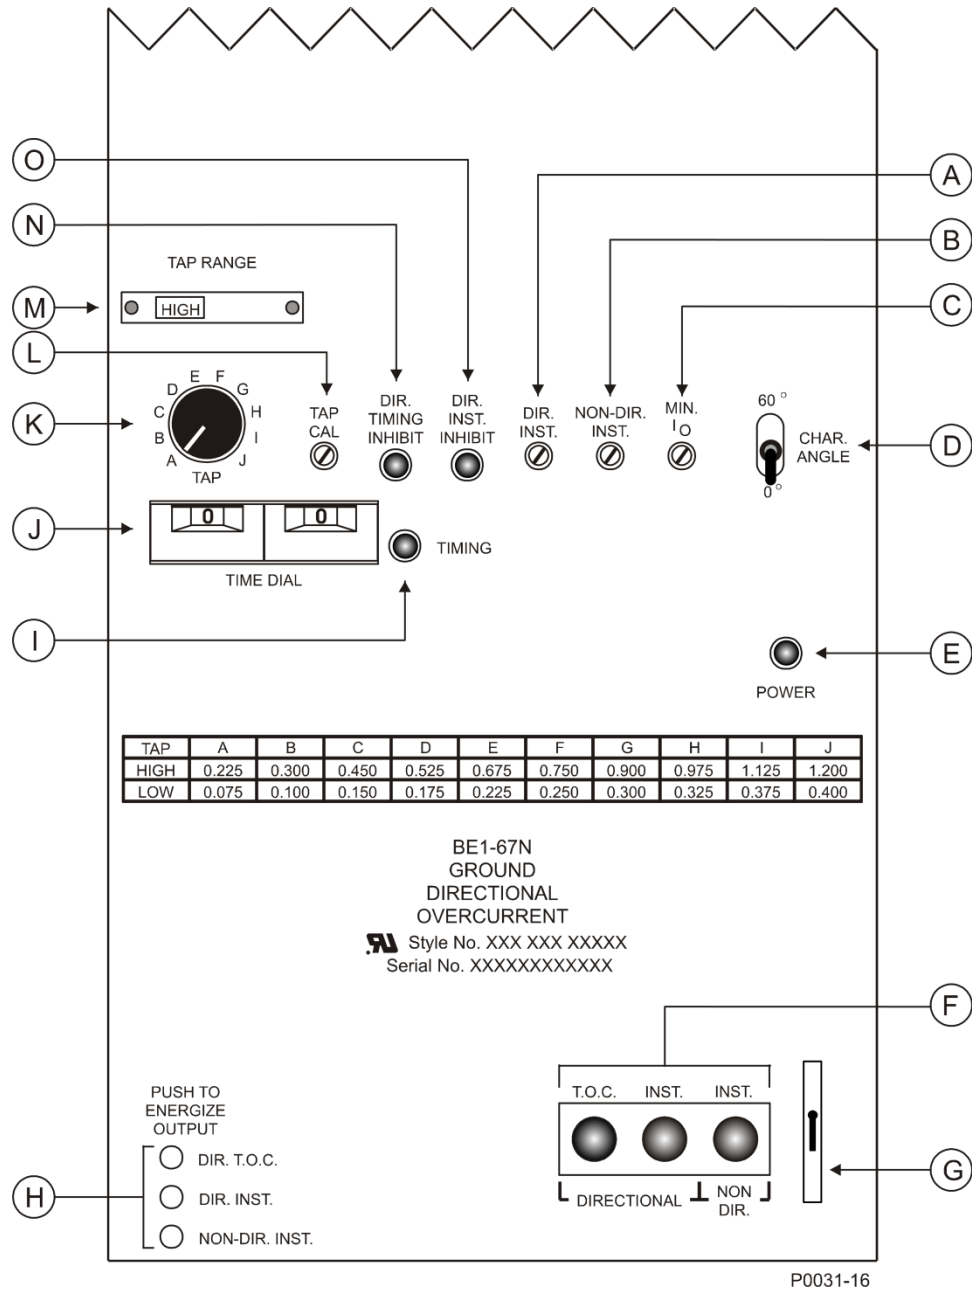 O
A
N
B
TAP RANGE
M
HIGH
C
L
K
A
B
C
D
E
F
G
H
I
J
TAP
TAP
CAL
DIR.
TIMING
INHIBIT
DIR.
INST.
INHIBIT
DIR.
INST.
NON-DIR.
INST.
MIN.
IO
60 °
0°
CHAR.
ANGLE
D
J
0
0
TIME DIAL
TIMING
I
E
POWER
TAP A B C D E F G H I J
HIGH 0.225 0.300 0.450 0.525 0.675 0.750 0.900 0.975 1.125 1.200
LOW 0.075 0.100 0.150 0.175 0.225 0.250 0.300 0.325 0.375 0.400
BE1-67N
GROUND
DIRECTIONAL
OVERCURRENT
Style No. XXX XXX XXXXX
Serial No. XXXXXXXXXXXX
F
PUSH TO
ENERGIZE
OUTPUT
H
DIR. T.O.C.
DIR. INST.
NON-DIR. INST.
T.O.C. INST. INST.
DIRECTIONAL
NON
DIR.
G
P0031-16